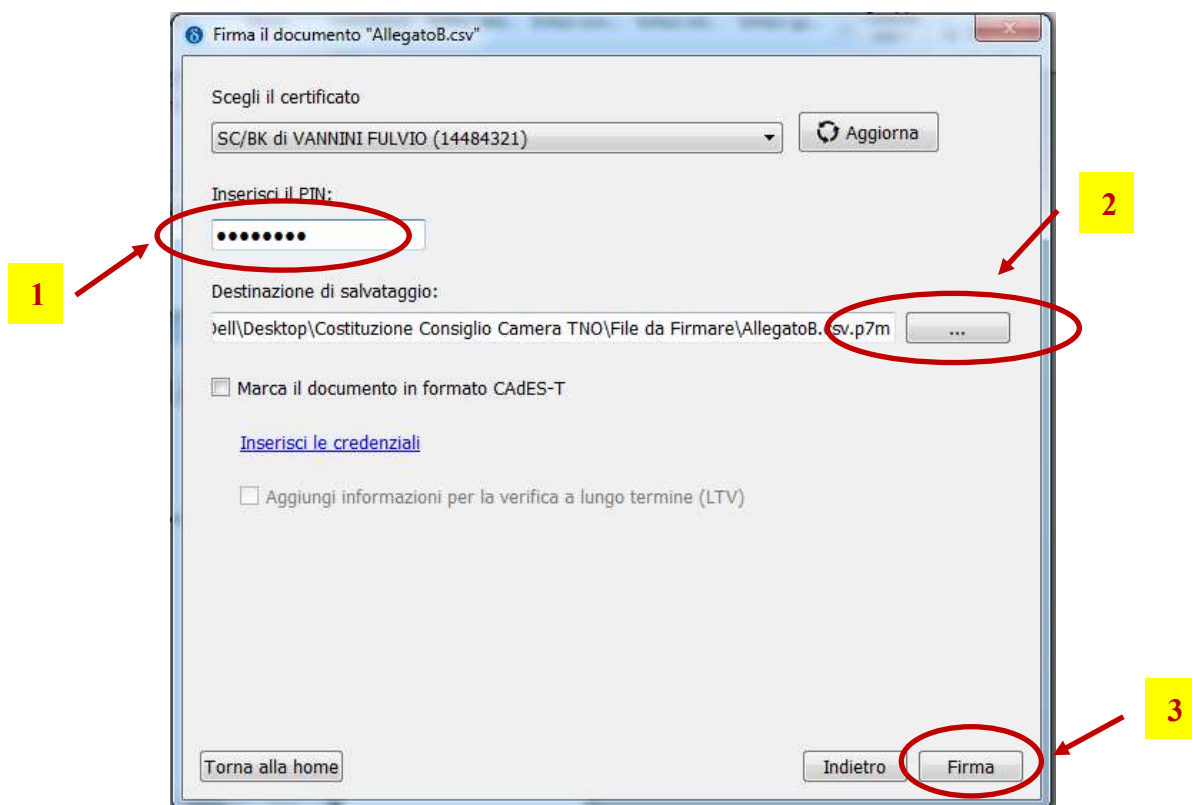 Firma il documento "AllegatoB.csv"
Scegli il certificato
SC/BK di VANNINI FULVIO (14484321)
Aggiorna
Inserisci il PIN:
2
1
Destinazione di salvataggio:
\Desktop\Costituzione Consiglio Camera TNO\File da Firmare\AllegatoB.csv.p7m
...
Marca il documento in formato CAdES-T
Inserisci le credenziali
Aggiungi informazioni per la verifica a lungo termine (LTV)
3
Torna alla home
Indietro
Firma